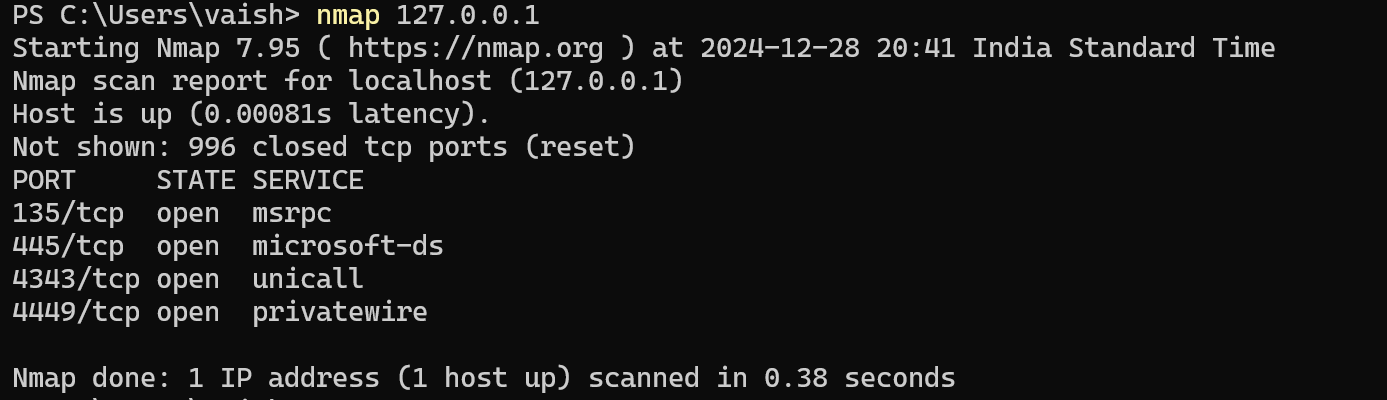 PS C:\Users\vaish> nmap 127.0.0.1
Starting Nmap 7.95 ( https://nmap.org ) at 2024-12-28 20:41 India Standard Time
Nmap scan report for localhost (127.0.0.1)
Host is up (0.00081s latency).
Not shown: 996 closed tcp ports (reset)
PORT     STATE SERVICE
135/tcp  open  msrpc
445/tcp  open  microsoft-ds
4343/tcp open  unicall
4449/tcp open  privatewire
Nmap done: 1 IP address (1 host up) scanned in 0.38 seconds